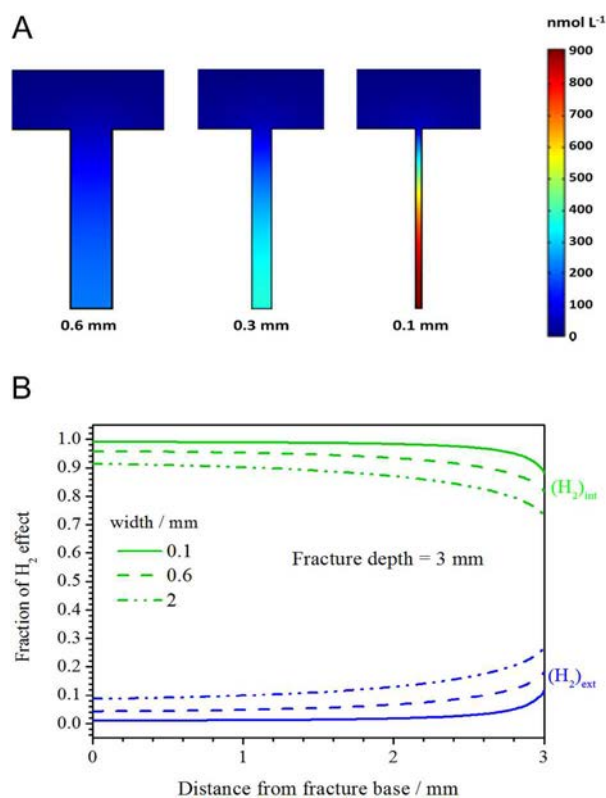 A
nmol L⁻¹
900
800
700
600
500
400
300
200
100
0
0.6 mm
0.3 mm
0.1 mm
B
1.0
0.9
0.8
0.7
0.6
0.5
0.4
0.3
0.2
0.1
0.0
Fraction of H₂ effect
width / mm
0.1
0.6
2
Fracture depth = 3 mm
(H₂)int
(H₂)ext
0
1
2
3
Distance from fracture base / mm